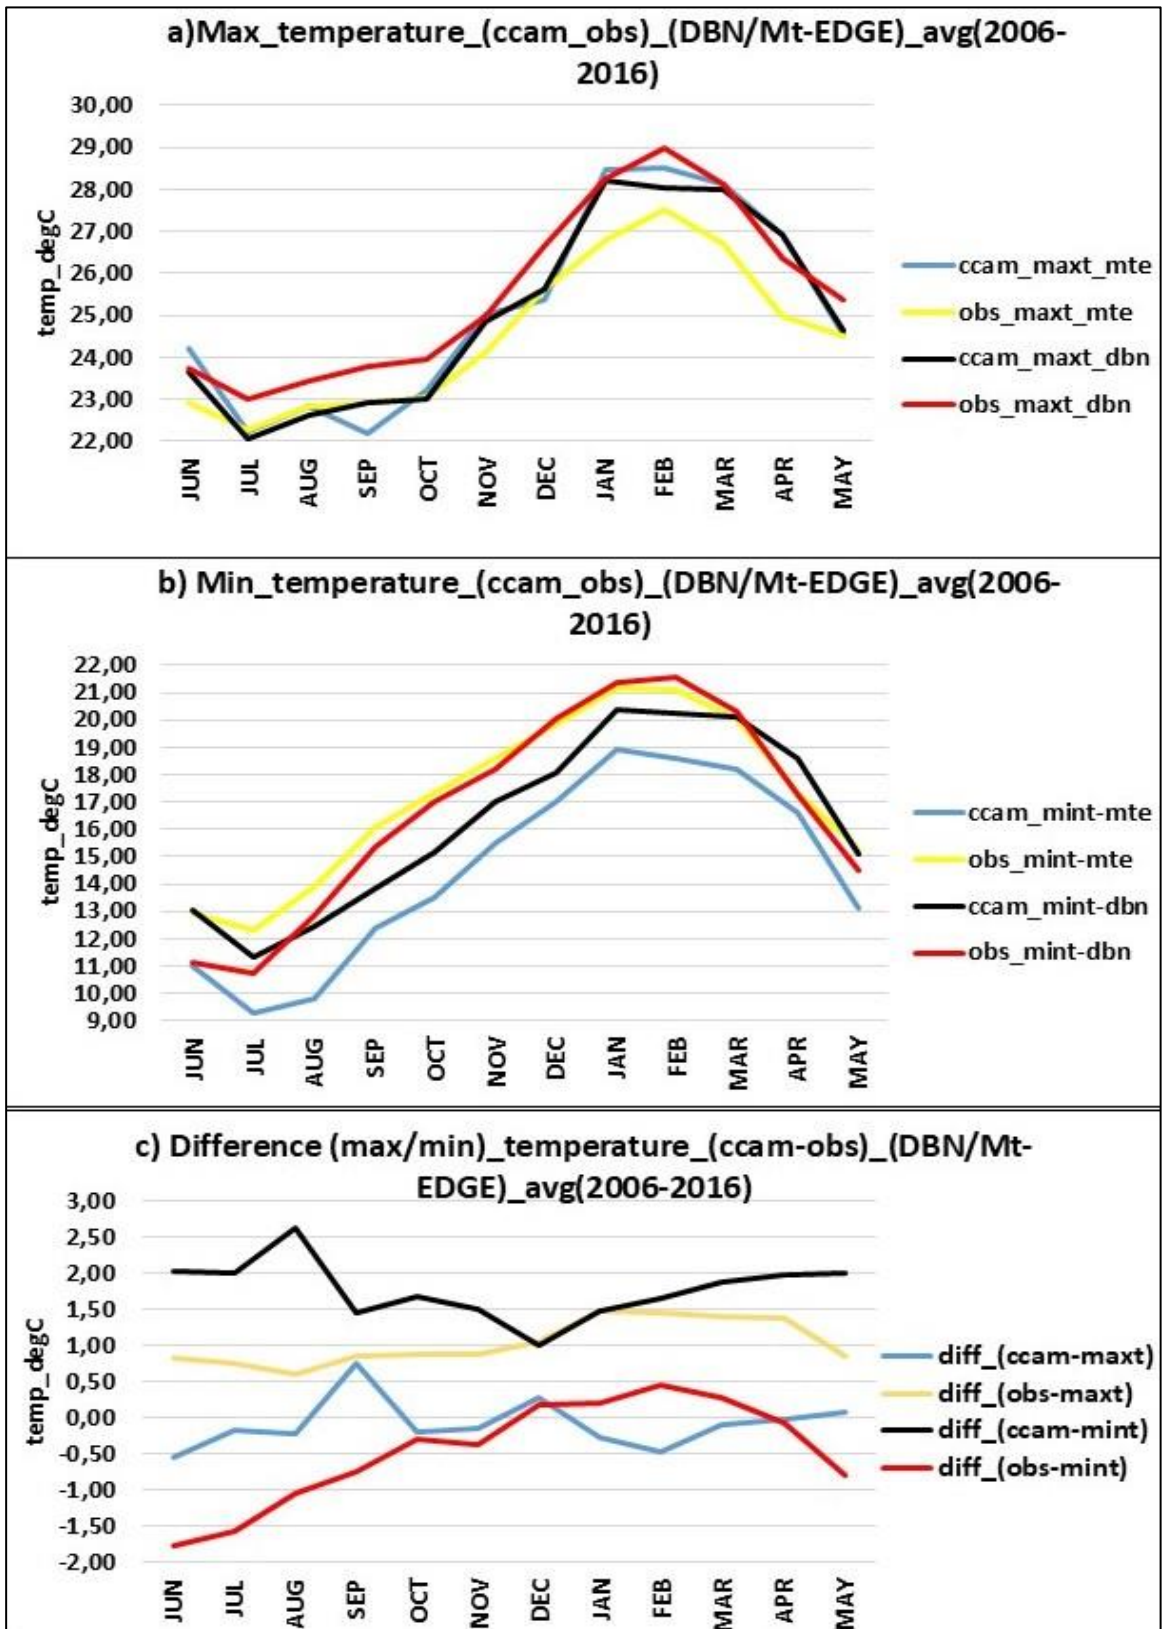 a)Max_temperature_(ccam_obs)_(DBN/Mt-EDGE)_avg(2006-
2016)
30,00
29,00
28,00
27,00
26,00
25,00
24,00
23,00
22,00
temp_degC
JUN
JUL
AUG
SEP
OCT
NOV
DEC
JAN
FEB
MAR
APR
MAY
ccam_maxt_mte
obs_maxt_mte
ccam_maxt_dbn
obs_maxt_dbn
b) Min_temperature_(ccam_obs)_(DBN/Mt-EDGE)_avg(2006-
2016)
22,00
21,00
20,00
19,00
18,00
17,00
16,00
15,00
14,00
13,00
12,00
11,00
10,00
9,00
temp_degC
JUN
JUL
AUG
SEP
OCT
NOV
DEC
JAN
FEB
MAR
APR
MAY
ccam_mint-mte
obs_mint-mte
ccam_mint-dbn
obs_mint-dbn
c) Difference (max/min)_temperature_(ccam-obs)_(DBN/Mt-
EDGE)_avg(2006-2016)
3,00
2,50
2,00
1,50
1,00
0,50
0,00
-0,50
-1,00
-1,50
-2,00
temp_degC
JUN
JUL
AUG
SEP
OCT
NOV
DEC
JAN
FEB
MAR
APR
MAY
diff_(ccam-maxt)
diff_(obs-maxt)
diff_(ccam-mint)
diff_(obs-mint)